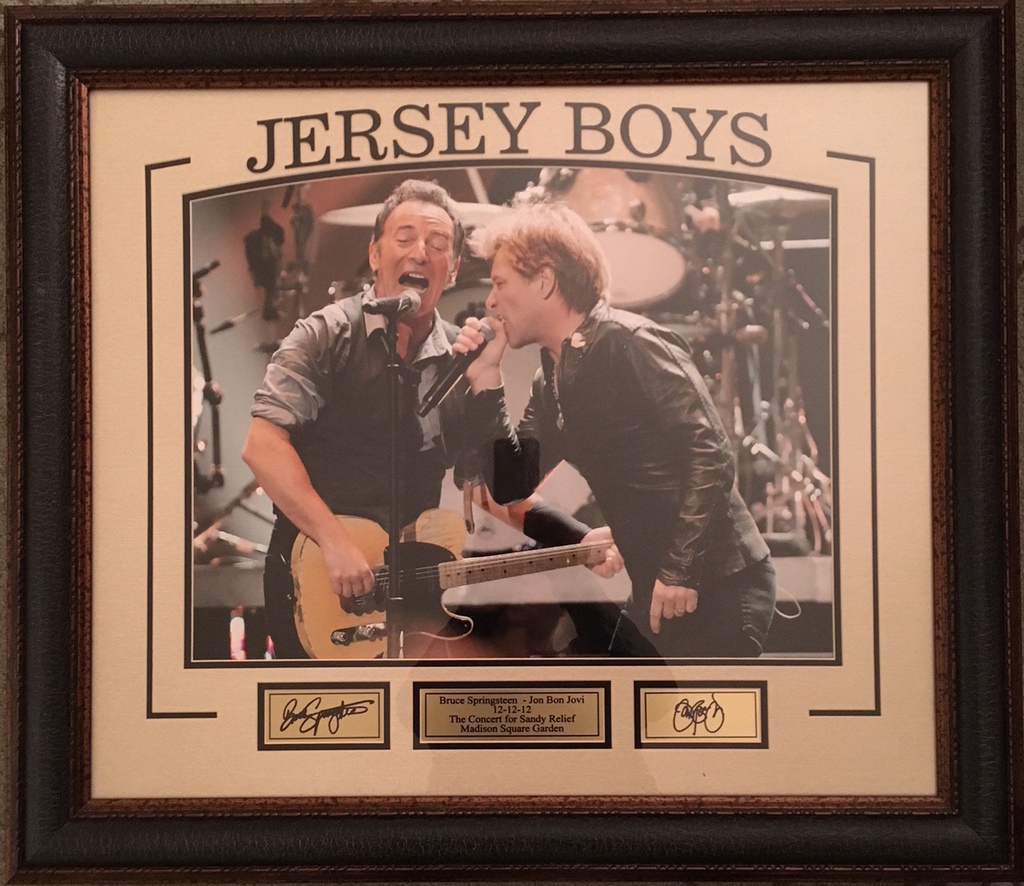 JERSEY BOYS
Bruce Springsteen - Jon Bon Jovi
12-12-12
The Concert for Sandy Relief
Madison Square Garden